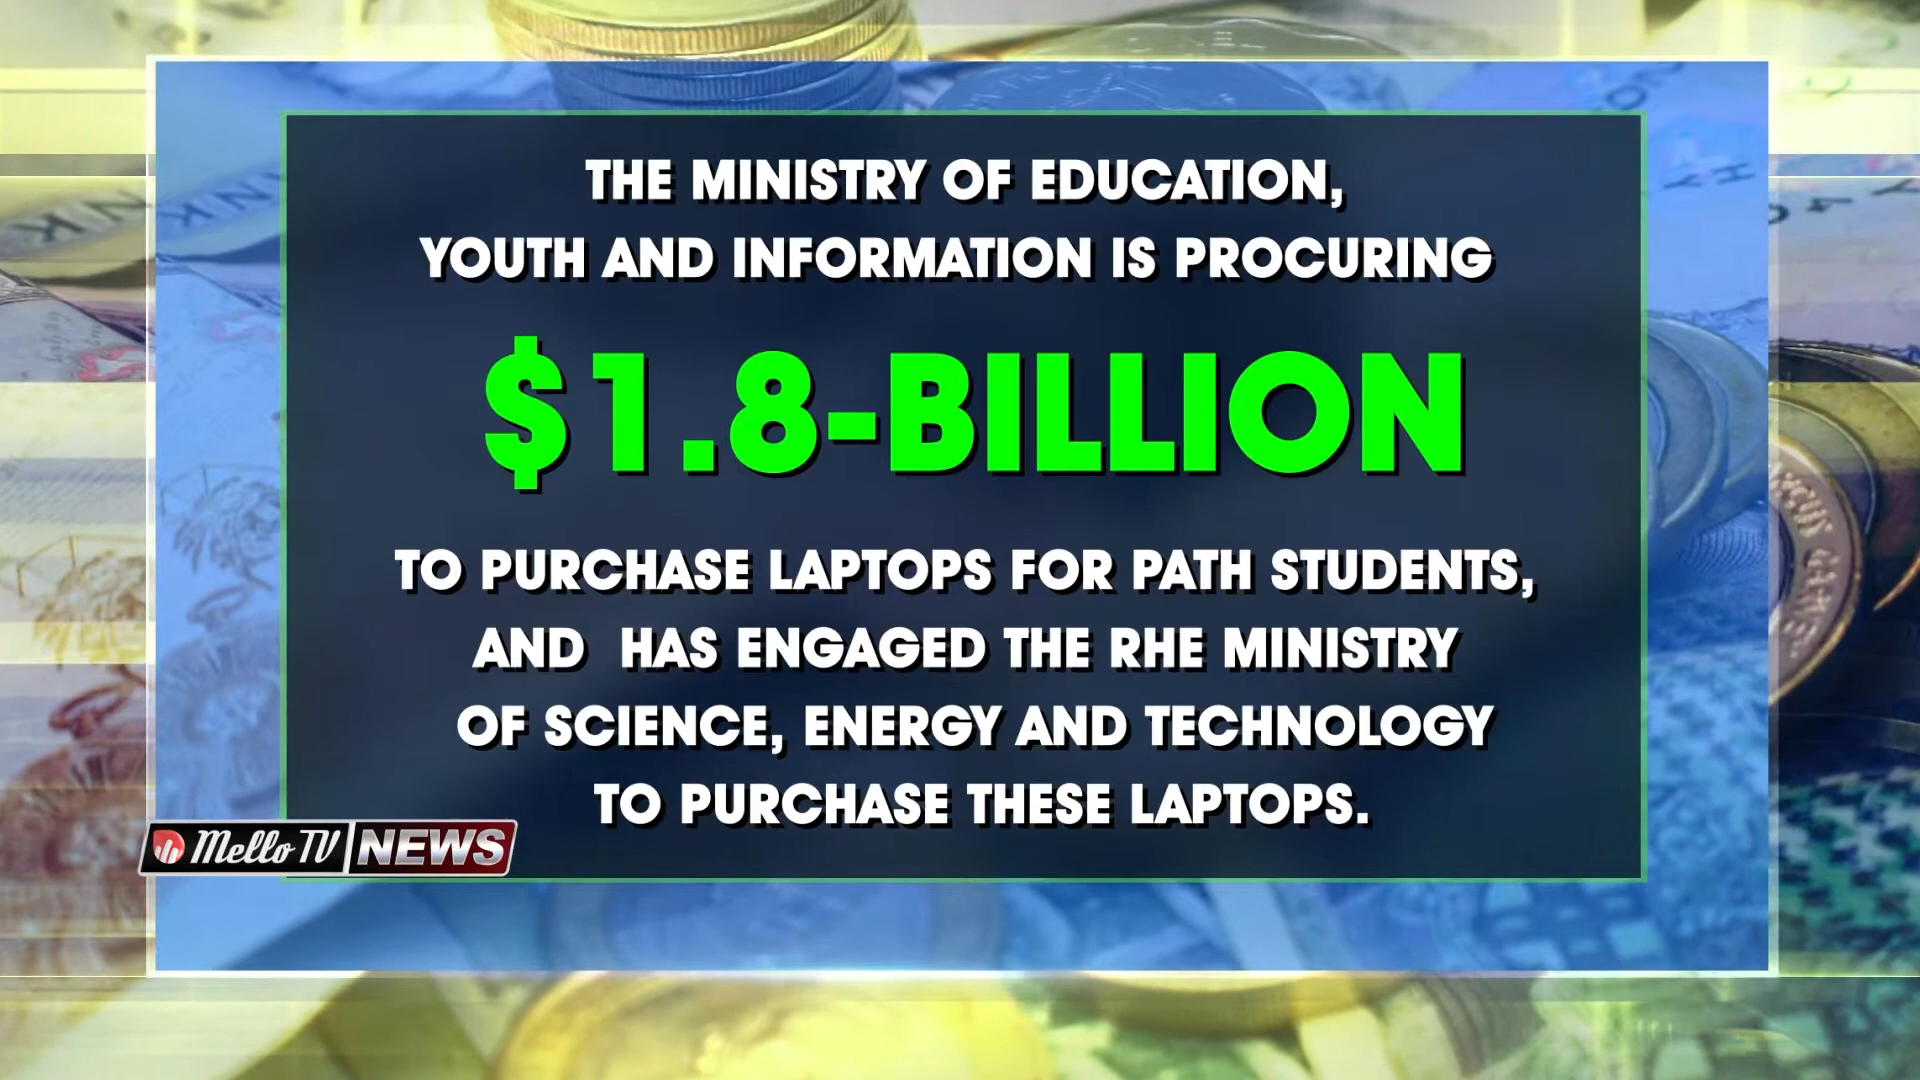 THE MINISTRY OF EDUCATION,
YOUTH AND INFORMATION IS PROCURING
$1.8-BILLION
TO PURCHASE LAPTOPS FOR PATH STUDENTS,
AND HAS ENGAGED THE RHE MINISTRY
OF SCIENCE, ENERGY AND TECHNOLOGY
TO PURCHASE THESE LAPTOPS.
Mello TV NEWS